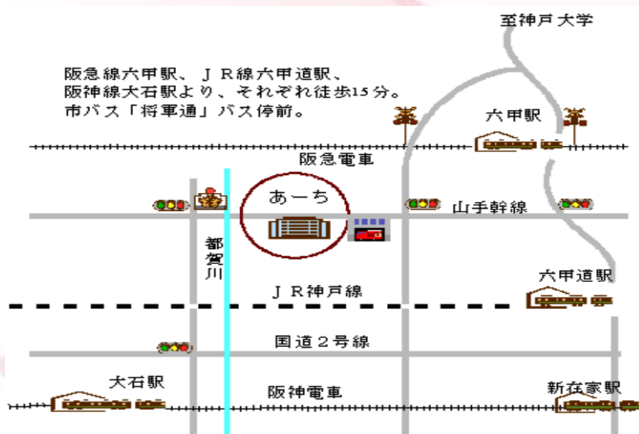 至神戸大学
阪急線六甲駅、ＪＲ線六甲道駅、
阪神線大石駅より、それぞれ徒歩15分。
市バス「将軍通」バス停前。
六甲駅
阪急電車
あーち
山手幹線
都賀川
六甲道駅
ＪＲ神戸線
国道２号線
大石駅
阪神電車
新在家駅